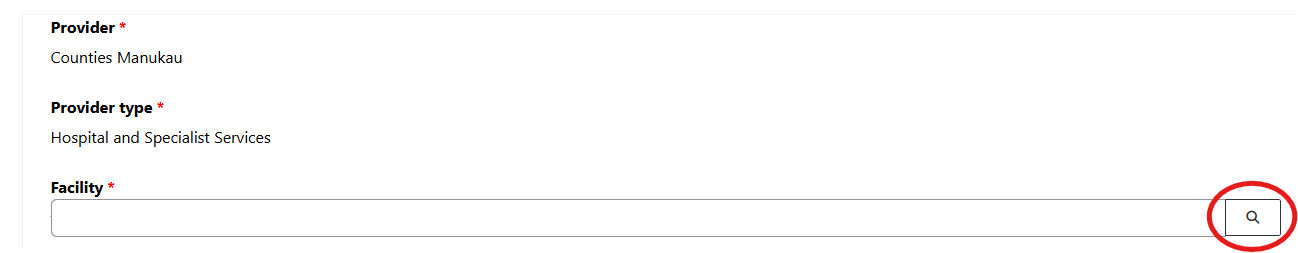 Provider *
Counties Manukau
Provider type *
Hospital and Specialist Services
Facility *